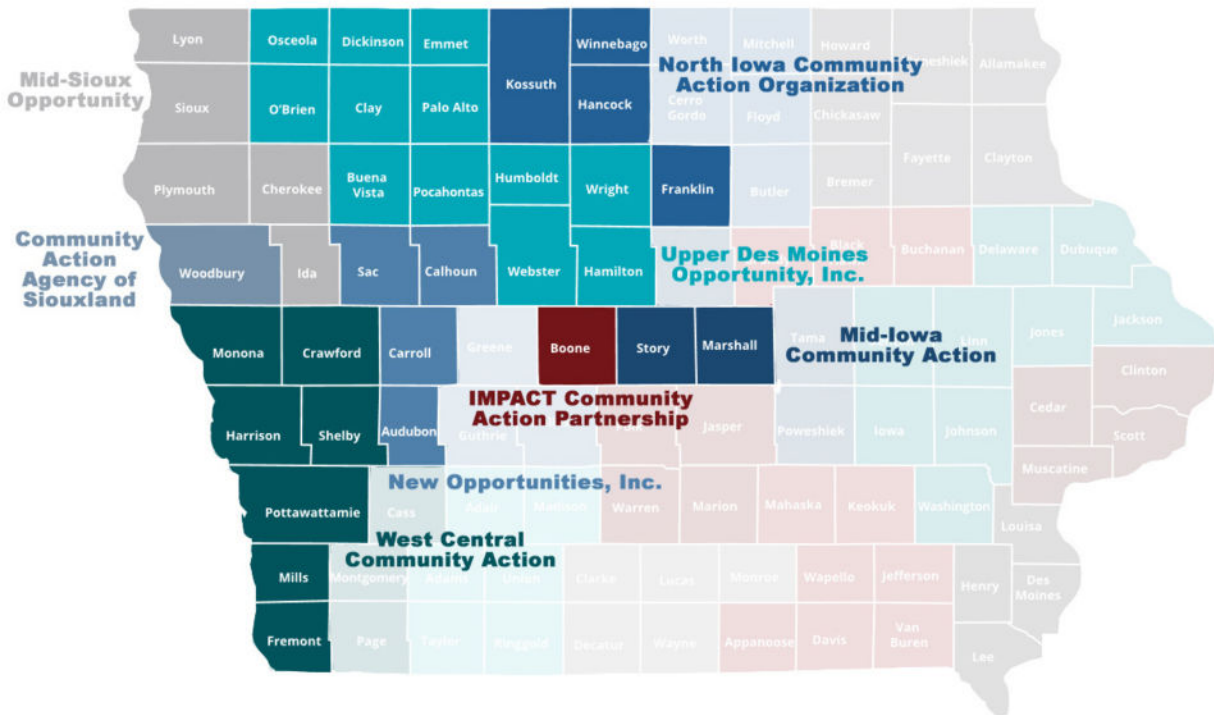 Lyon
Osceola
Dickinson
Emmet
Kossuth
Winnebago
Worth
Mitchell
Howard
Allamakee
Mid-Sioux
Opportunity
North Iowa Community
Action Organization
Sioux
O'Brien
Clay
Palo Alto
Hancock
Cerro
Gordo
Floyd
Chickasaw
Fayette
Clayton
Plymouth
Cherokee
Buena
Vista
Pocahontas
Humboldt
Wright
Franklin
Butler
Bremer
Community
Action
Agency of
Siouxland
Woodbury
Ida
Sac
Calhoun
Webster
Hamilton
Upper Des Moines
Opportunity, Inc.
Black
Buchanan
Delaware
Dubuque
Monona
Crawford
Carroll
Greene
Boone
Story
Marshall
Tama
Mid-Iowa
Community Action
Linn
Jones
Jackson
Clinton
IMPACT Community
Action Partnership
Harrison
Shelby
Audubon
Guthrie
Jasper
Poweshiek
Iowa
Johnson
Cedar
Scott
Muscatine
New Opportunities, Inc.
Pottawattamie
Cass
Adair
Madison
Warren
Marion
Mahaska
Keokuk
Washington
Louisa
West Central
Community Action
Mills
Montgomery
Adams
Union
Clarke
Lucas
Monroe
Wapello
Jefferson
Henry
Des
Moines
Fremont
Page
Taylor
Ringgold
Decatur
Wayne
Appanoose
Davis
Van
Buren
Lee